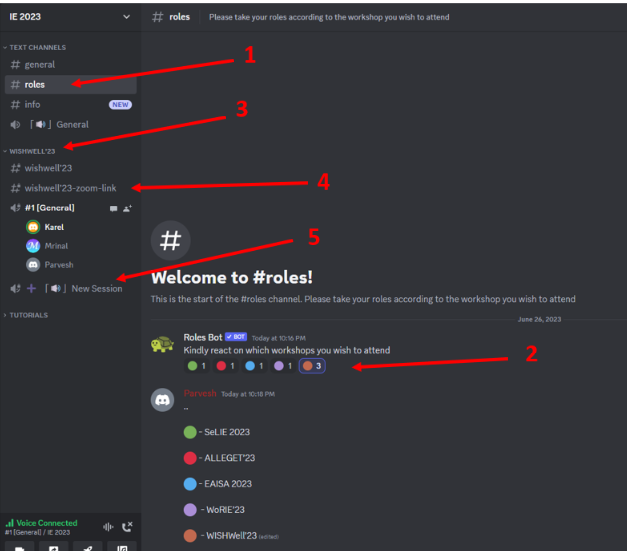 IE 2023
# roles
Please take your roles according to the workshop you wish to attend
TEXT CHANNELS
# general
# roles
# info NEW
General
WISHWELL'23
# wishwell'23
# wishwell'23-zoom-link
#1 [General]
Karel
Mrinal
Parvesh
+ New Session
TUTORIALS
Voice Connected
#1 [General] / IE 2023
1
3
4
5
#
Welcome to #roles!
This is the start of the #roles channel. Please take your roles according to the workshop you wish to attend
June 26, 2023
Roles Bot ✓ BOT Today at 10:16 PM
Kindly react on which workshops you wish to attend
1 1 1 1 3
2
Parvesh Today at 10:18 PM
..
- SeLIE 2023
- ALLEGET'23
- EAISA 2023
- WoRIE'23
- WISHWell'23 (edited)